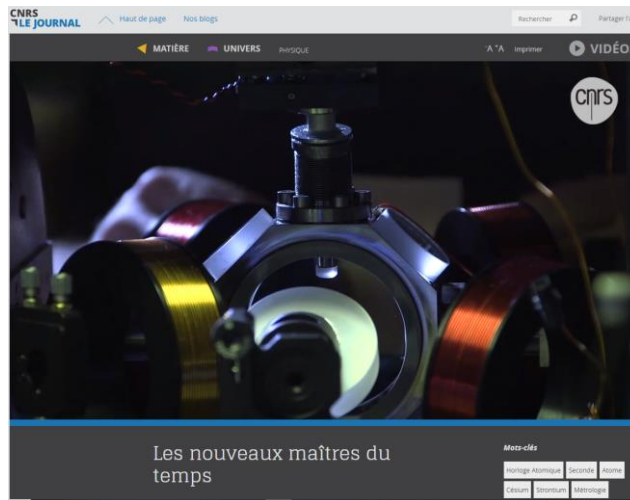 CNRS
LE JOURNAL
Haut de page
Nos blogs
Rechercher
Partager l
MATIÈRE
UNIVERS
PHYSIQUE
-A +A
Imprimer
VIDÉO
cnrs
Les nouveaux maîtres du
temps
Mots-clés
Horloge Atomique
Seconde
Atome
Césium
Strontium
Métrologie